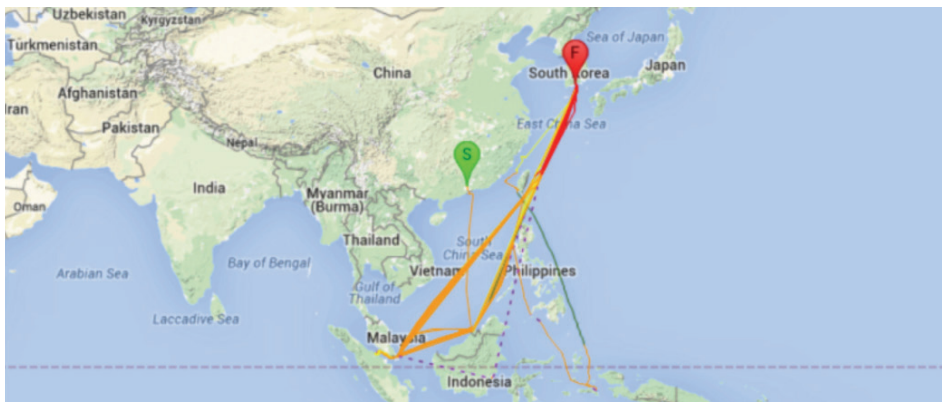 Uzbekistan
Kyrgyzstan
Turkmenistan
Sea of Japan
F
South Korea
Japan
China
Afghanistan
Iran
Pakistan
East China Sea
Nepal
S
India
Oman
Myanmar
(Burma)
Thailand
South
China Sea
Arabian Sea
Bay of Bengal
Vietnam
Philippines
Gulf of
Thailand
Laccadive Sea
Malaysia
Indonesia